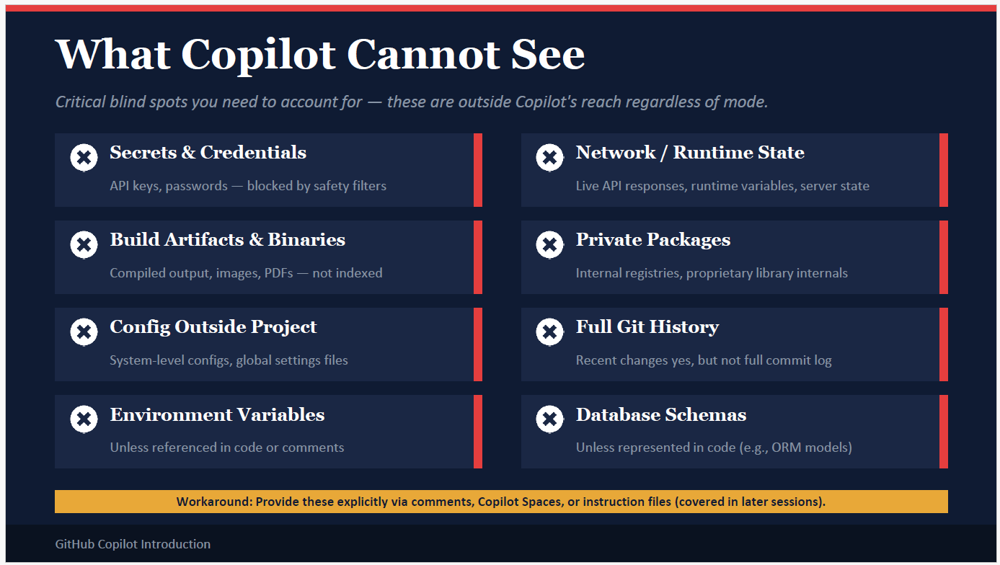 What Copilot Cannot See
Critical blind spots you need to account for — these are outside Copilot's reach regardless of mode.
Secrets & Credentials
API keys, passwords — blocked by safety filters
Network / Runtime State
Live API responses, runtime variables, server state
Build Artifacts & Binaries
Compiled output, images, PDFs — not indexed
Private Packages
Internal registries, proprietary library internals
Config Outside Project
System-level configs, global settings files
Full Git History
Recent changes yes, but not full commit log
Environment Variables
Unless referenced in code or comments
Database Schemas
Unless represented in code (e.g., ORM models)
Workaround: Provide these explicitly via comments, Copilot Spaces, or instruction files (covered in later sessions).
GitHub Copilot Introduction